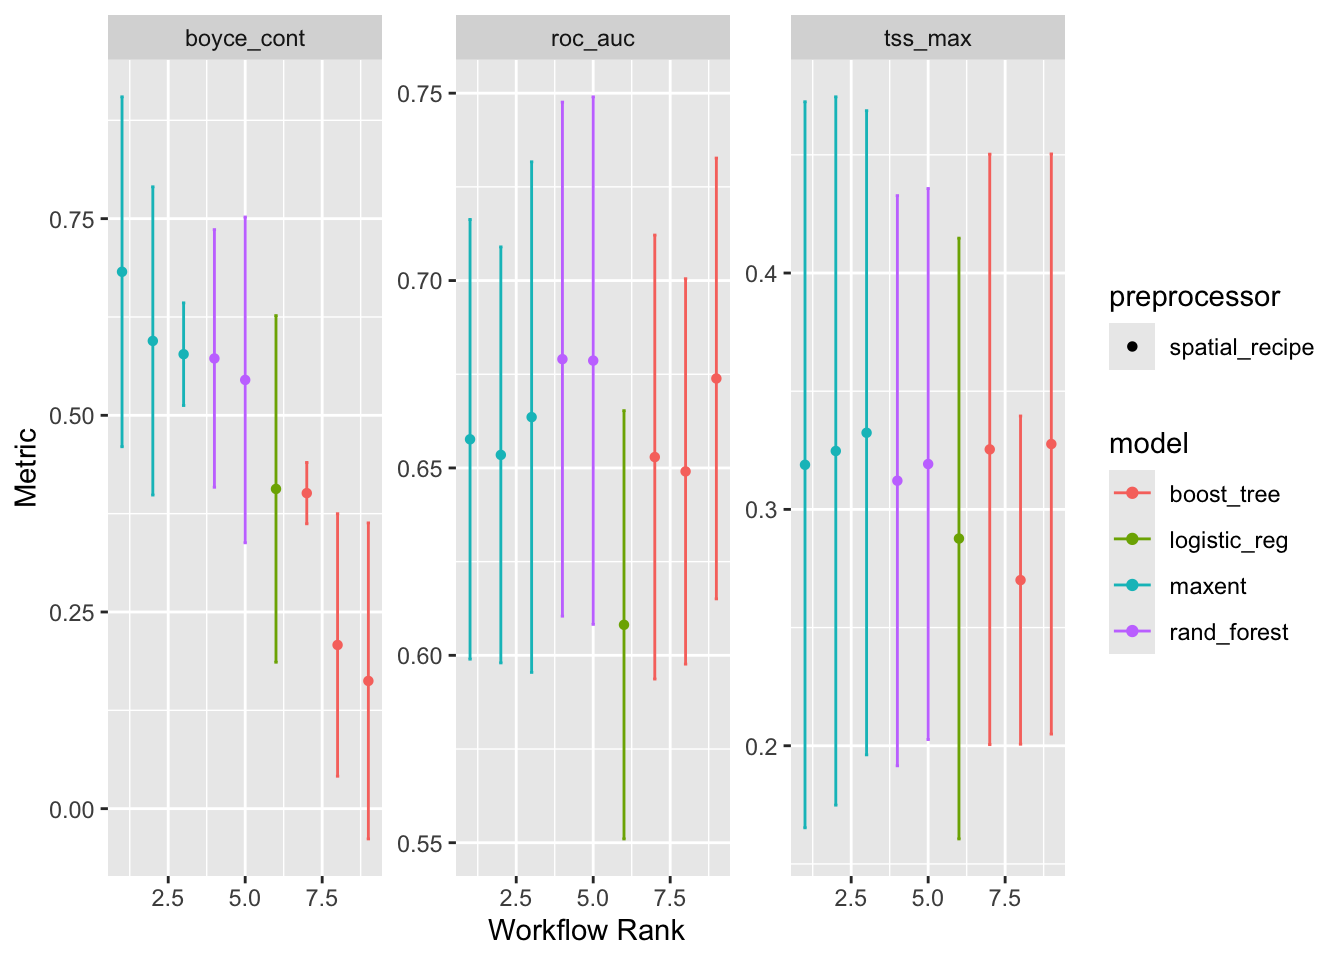 boyce_cont
roc_auc
tss_max
Metric
0.75
0.50
0.25
0.00
0.75
0.70
0.65
0.60
0.55
0.4
0.3
0.2
2.5 5.0 7.5
2.5 5.0 7.5
2.5 5.0 7.5
Workflow Rank
preprocessor
spatial_recipe
model
boost_tree
logistic_reg
maxent
rand_forest